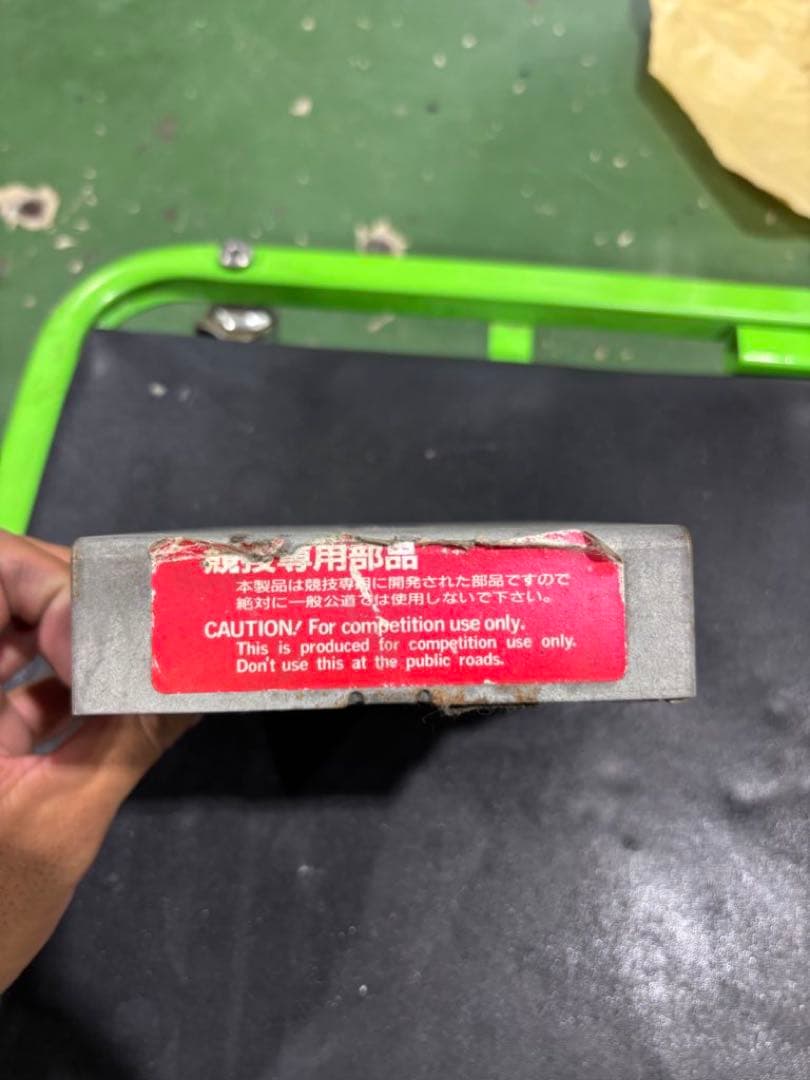 競技専用部品
本製品は競技専用に開発された部品ですので
絶対に一般公道では使用しないで下さい。
CAUTION! For competition use only.
This is produced for competition use only.
Don't use this at the public roads.